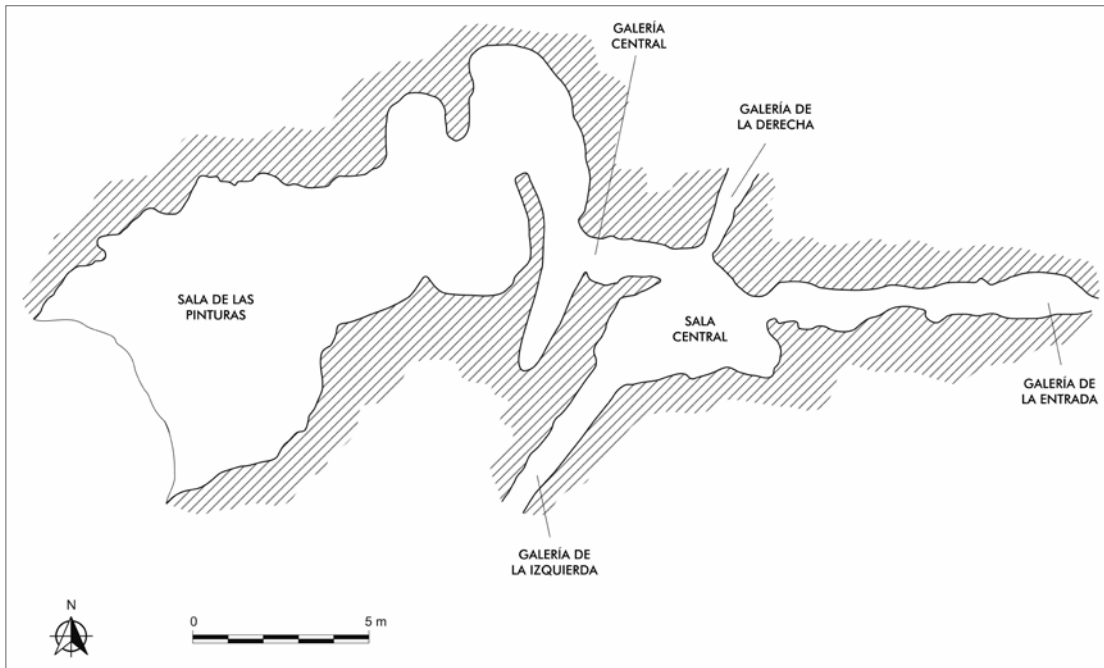 GALERÍA
CENTRAL
GALERÍA DE
LA DERECHA
SALA DE LAS
PINTURAS
SALA
CENTRAL
GALERÍA DE
LA ENTRADA
GALERÍA DE
LA IZQUIERDA
N
0 5 m